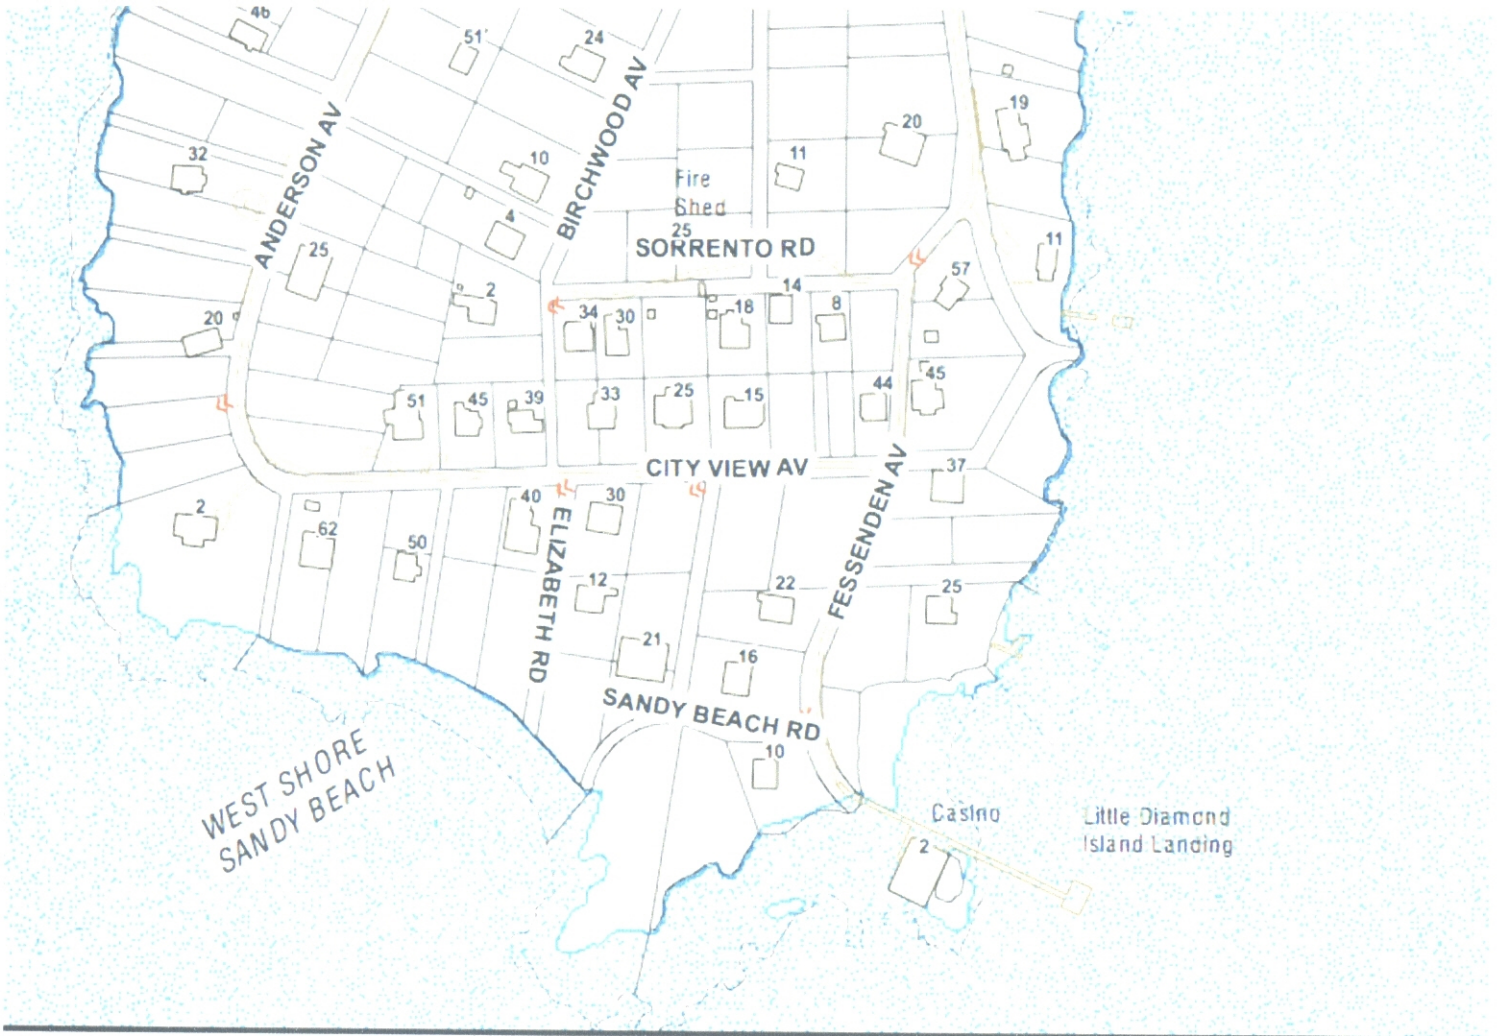 46
51
24
BIRCHWOOD AV
ANDERSON AV
19
20
32
10
11
Fire
Shed
25
SORRENTO RD
4
25
11
57
2
14
20
34
30
18
8
51
45
39
33
25
15
44
45
CITY VIEW AV
37
FESSENDEN AV
2
62
50
40
30
ELIZABETH RD
12
22
25
21
16
SANDY BEACH RD
10
WEST SHORE
SANDY BEACH
Casino
2
Little Diamond
Island Landing